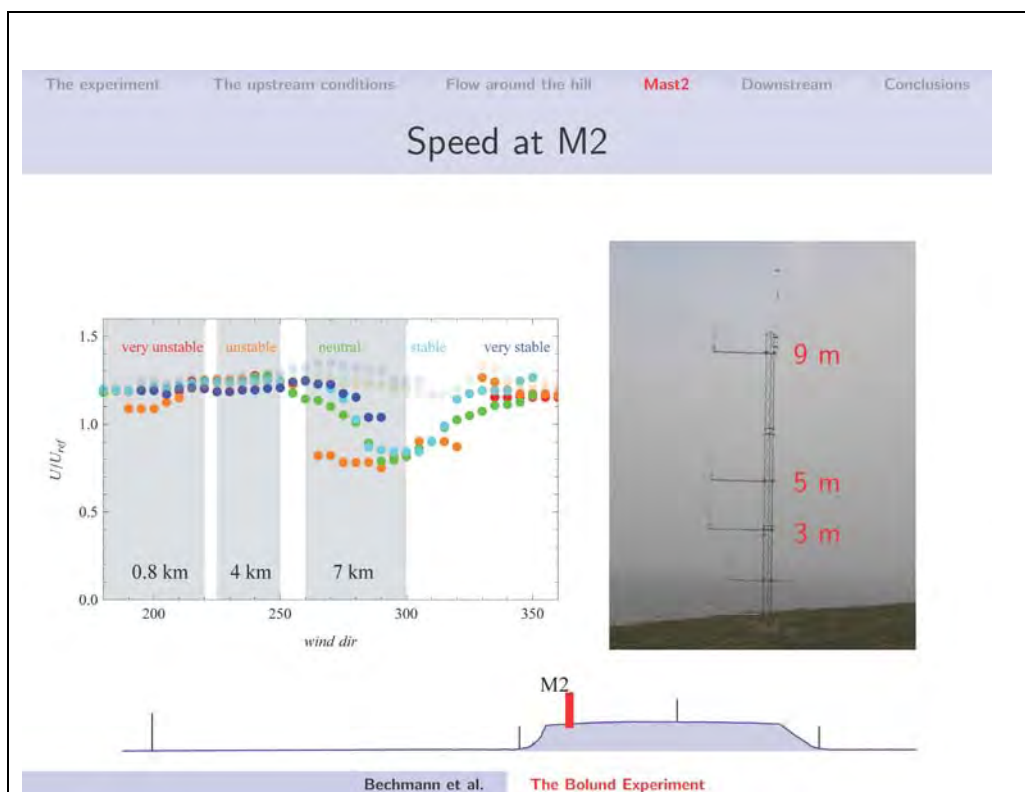 The experiment The upstream conditions Flow around the hill Mast2 Downstream Conclusions
Speed at M2
1.5
1.0
0.5
0.0
U/Uref
very unstable unstable neutral stable very stable
0.8 km 4 km 7 km
200 250 300 350
wind dir
9 m
5 m
3 m
M2
Bechmann et al. The Bolund Experiment